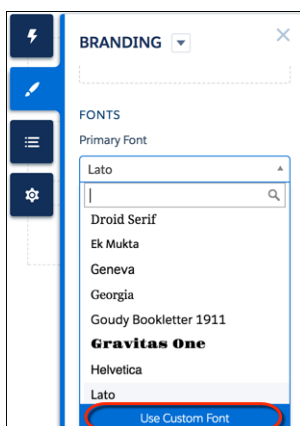 BRANDING
FONTS
Primary Font
Lato
Droid Serif
Ek Mukta
Geneva
Georgia
Goudy Bookletter 1911
Gravitas One
Helvetica
Lato
Use Custom Font